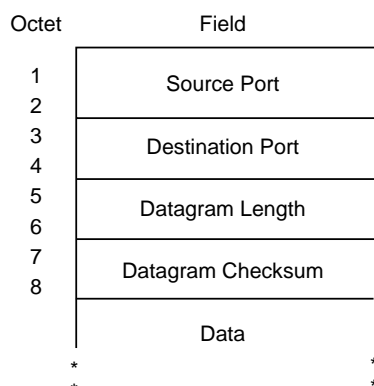 Octet Field
1
Source Port
2
3
Destination Port
4
5
Datagram Length
6
7
Datagram Checksum
8
Data
* *
* *